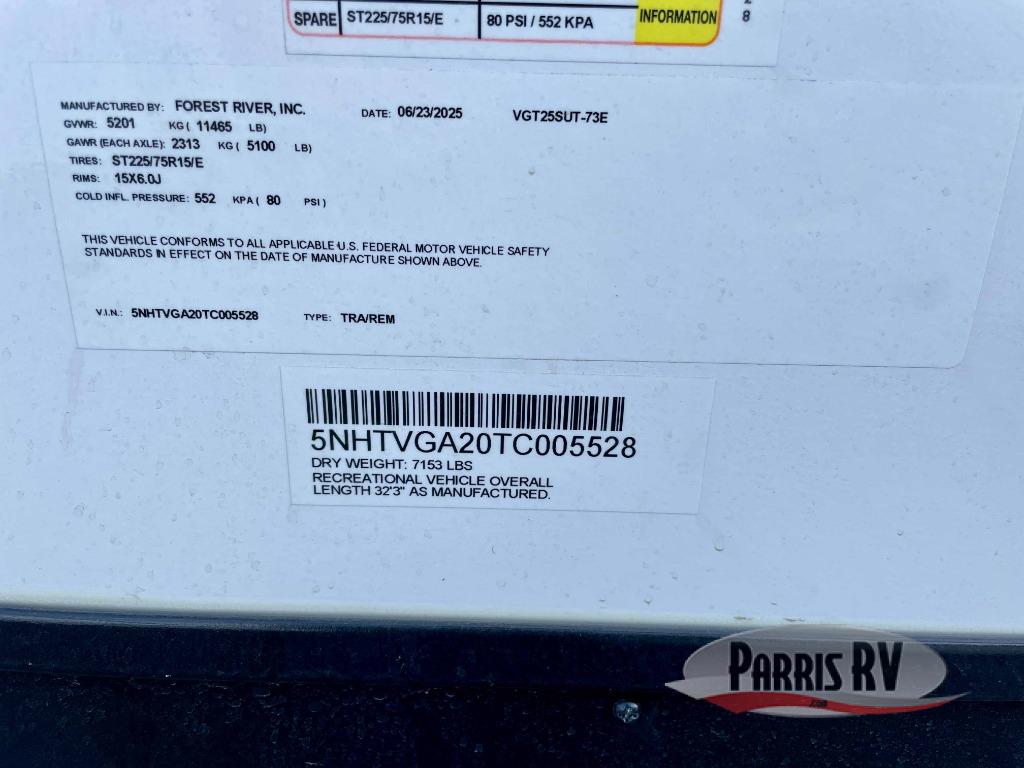 SPARE ST225/75R15/E 80 PSI / 552 KPA INFORMATION 8
MANUFACTURED BY: FOREST RIVER, INC. DATE: 06/23/2025 VGT25SUT-73E
GVWR: 5201 KG ( 11465 LB)
GAWR (EACH AXLE): 2313 KG ( 5100 LB)
TIRES: ST225/75R15/E
RIMS: 15X6.0J
COLD INFL. PRESSURE: 552 KPA ( 80 PSI )
THIS VEHICLE CONFORMS TO ALL APPLICABLE U.S. FEDERAL MOTOR VEHICLE SAFETY
STANDARDS IN EFFECT ON THE DATE OF MANUFACTURE SHOWN ABOVE.
V.I.N.: 5NHTVGA20TC005528 TYPE: TRA/REM
5NHTVGA20TC005528
DRY WEIGHT: 7153 LBS
RECREATIONAL VEHICLE OVERALL
LENGTH 32'3" AS MANUFACTURED.
PARRIS RV
.com